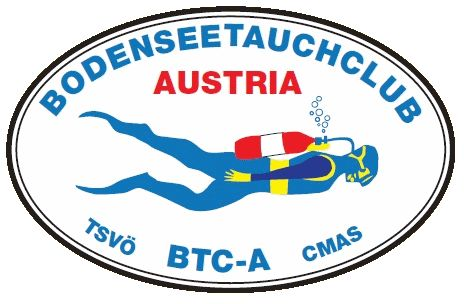 BODENSEETAUCHCLUB
AUSTRIA
TSVÖ BTC-A CMAS